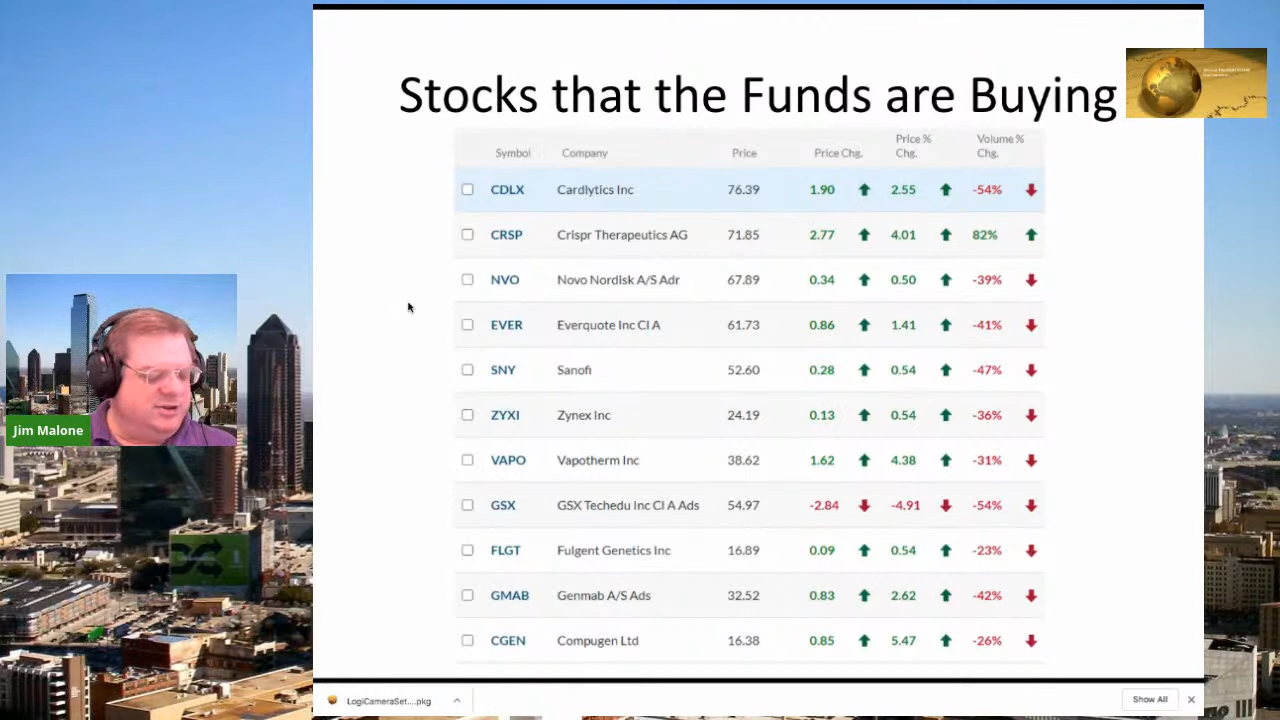 Stocks that the Funds are Buying
Price %
Volume %
Symbol Company Price Price Chg. Chg. Chg.
CDLX Cardlytics Inc 76.39 1.90 2.55 -54%
CRSP Crispr Therapeutics AG 71.85 2.77 4.01 82%
NVO Novo Nordisk A/S Adr 67.89 0.34 0.50 -39%
EVER Everquote Inc Cl A 61.73 0.86 1.41 -41%
SNY Sanofi 52.60 0.28 0.54 -47%
ZYXI Zynex Inc 24.19 0.13 0.54 -36%
VAPO Vapotherm Inc 38.62 1.62 4.38 -31%
GSX GSX Techedu Inc Cl A Ads 54.97 -2.84 -4.91 -54%
FLGT Fulgent Genetics Inc 16.89 0.09 0.54 -23%
GMAB Genmab A/S Ads 32.52 0.83 2.62 -42%
CGEN Compugen Ltd 16.38 0.85 5.47 -26%
Jim Malone
LogiCameraSet....pkg
Show All